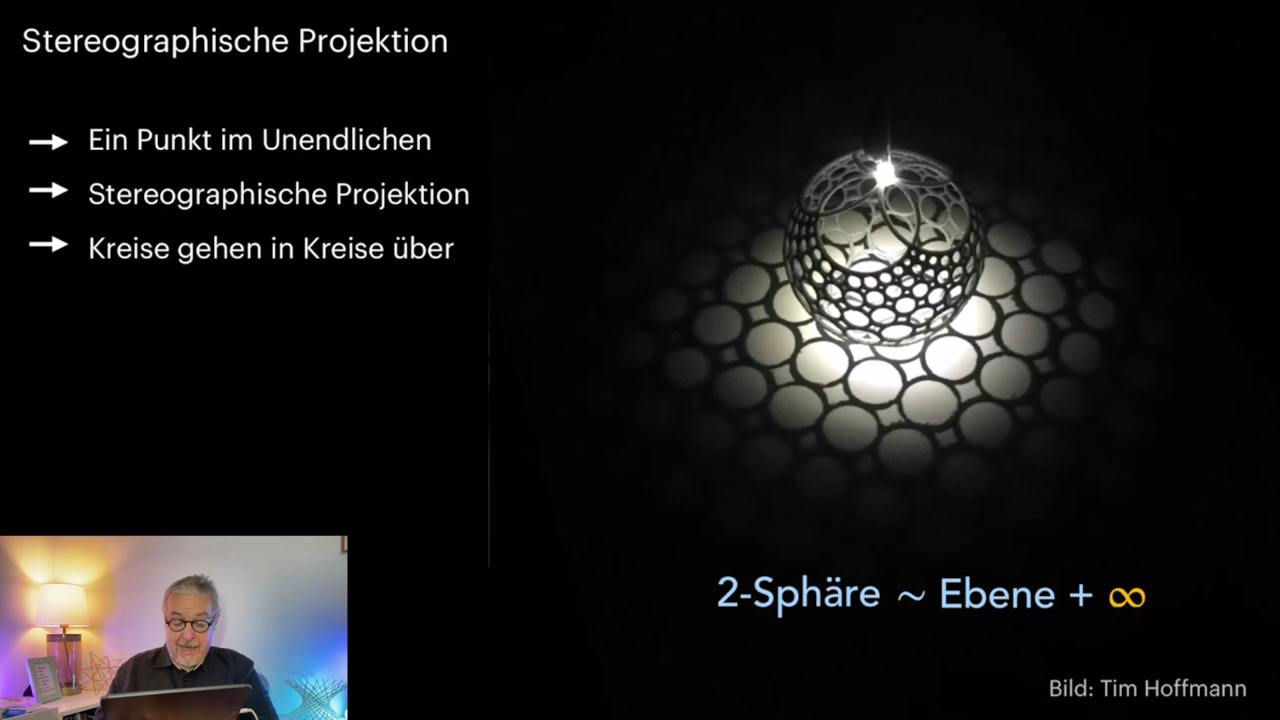 Stereographische Projektion
→ Ein Punkt im Unendlichen
→ Stereographische Projektion
→ Kreise gehen in Kreise über
2-Sphäre ~ Ebene + ∞
Bild: Tim Hoffmann